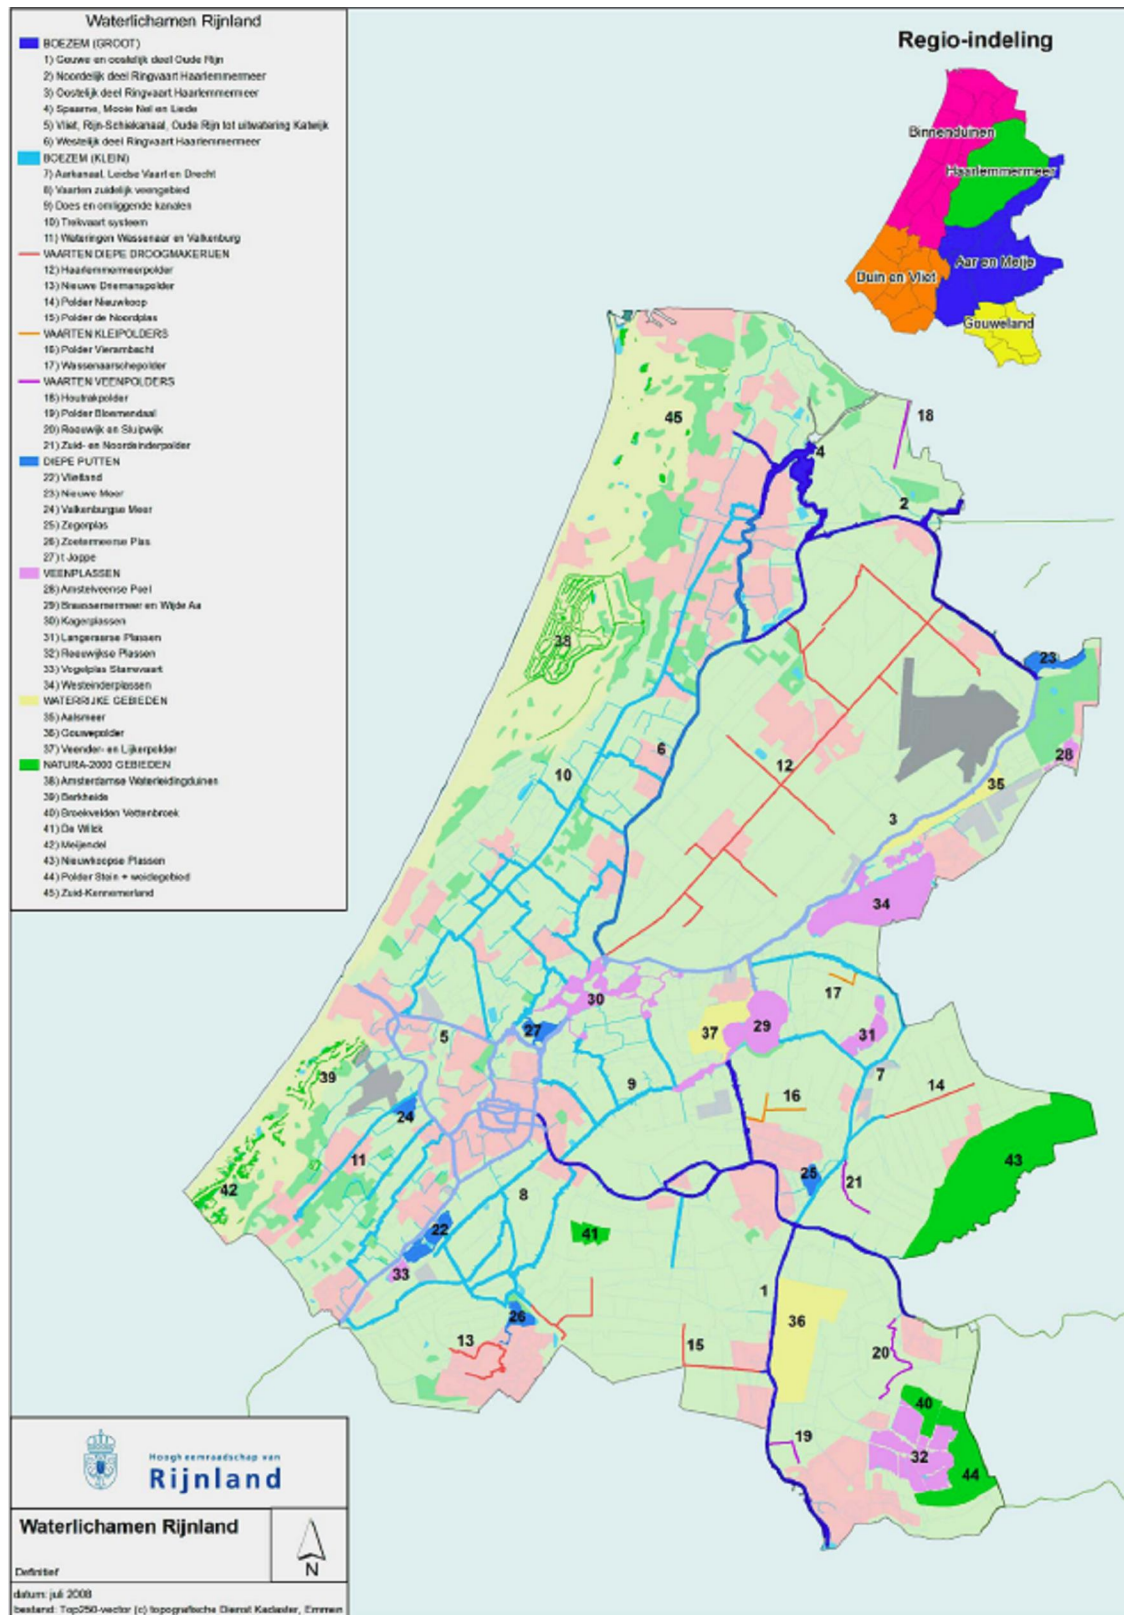 Waterlichamen Rijnland
BOEZEM (GROOT)
1) Gouwe en oostelijk deel Oude Rijn
2) Noordelijk deel Ringvaart Haarlemmermeer
3) Oostelijk deel Ringvaart Haarlemmermeer
4) Spaarne, Mooie Nel en Liede
5) Vliet, Rijn-Schiekanaal, Oude Rijn tot uitwatering Katwijk
6) Westelijk deel Ringvaart Haarlemmermeer
BOEZEM (KLEIN)
7) Aarkanaal, Leidse Vaart en Drecht
8) Vaarten zuidelijk veengebied
9) Does en omliggende kanalen
10) Trekvaart systeem
11) Wateringen Wassenaar en Valkenburg
VAARTEN DIEPE DROOGMAKERIJEN
12) Haarlemmermeerpolder
13) Nieuwe Driemanspolder
14) Polder Nieuwkoop
15) Polder de Noordplas
VAARTEN KLEIPOLDERS
16) Polder Vierambacht
17) Wassenaarschepolder
VAARTEN VEENPOLDERS
18) Houtrakpolder
19) Polder Bloemendaal
20) Reeuwijk en Sluipwijk
21) Zuid- en Noordeinderpolder
DIEPE PUTTEN
22) Vlietland
23) Nieuwe Meer
24) Valkenburgse Meer
25) Zegerplas
26) Zoetermeerse Plas
27) t Joppe
VEENPLASSEN
28) Amstelveense Poel
29) Braassemermeer en Wijde Aa
30) Kagerplassen
31) Langeraarse Plassen
32) Reeuwijkse Plassen
33) Vogelplas Starrevaart
34) Westeinderplassen
WATERRIJKE GEBIEDEN
35) Aalsmeer
36) Gouwepolder
37) Veender- en Lijkerpolder
NATURA-2000 GEBIEDEN
38) Amsterdamse Waterleidingduinen
39) Berkheide
40) Broekvelden Vettenbroek
41) De Wilck
42) Meijendel
43) Nieuwkoopse Plassen
44) Polder Stein + weidegebied
45) Zuid-Kennemerland
Regio-indeling
Binnenduinen
Haarlemmermeer
Aar en Meije
Duin en Vliet
Gouweland
45
18
4
2
38
23
6
28
10
12
35
3
34
30
17
27
29
37
31
5
9
7
39
16
14
24
11
43
25
21
42
8
22
41
33
1
26
36
13
15
20
40
19
32
44
Hoogheemraadschap van
Rijnland
Waterlichamen Rijnland
Definitief
N
datum: juli 2008
bestand: Top250-vector (c) topografische Dienst Kadaster, Emmen